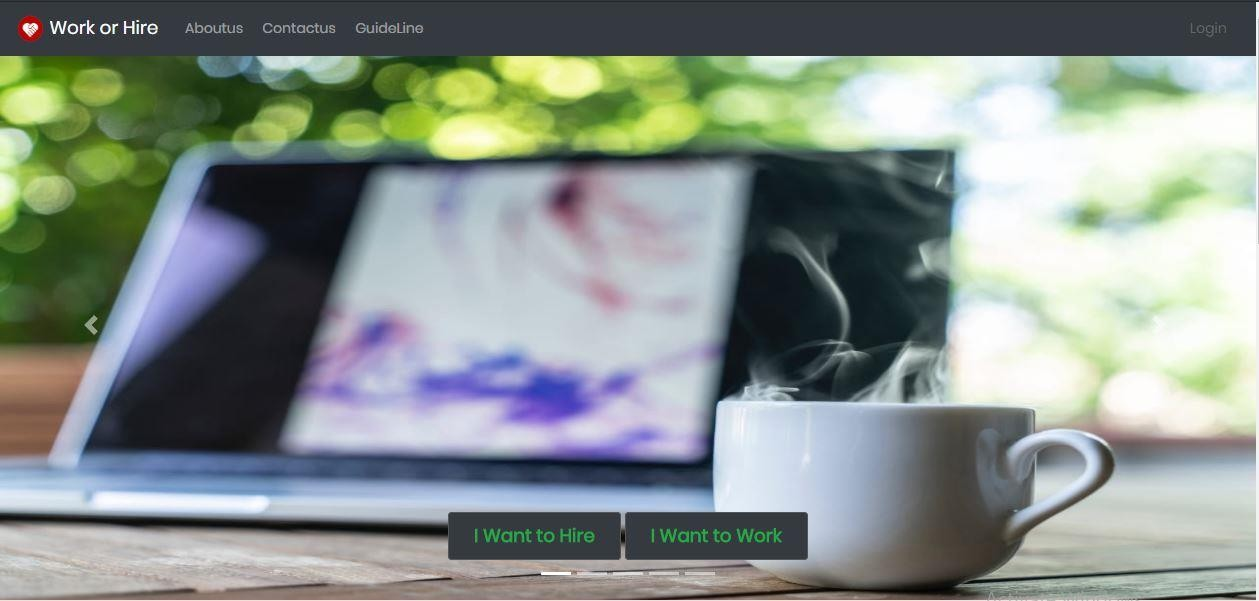 Work or Hire Aboutus Contactus GuideLine Login
I Want to Hire I Want to Work